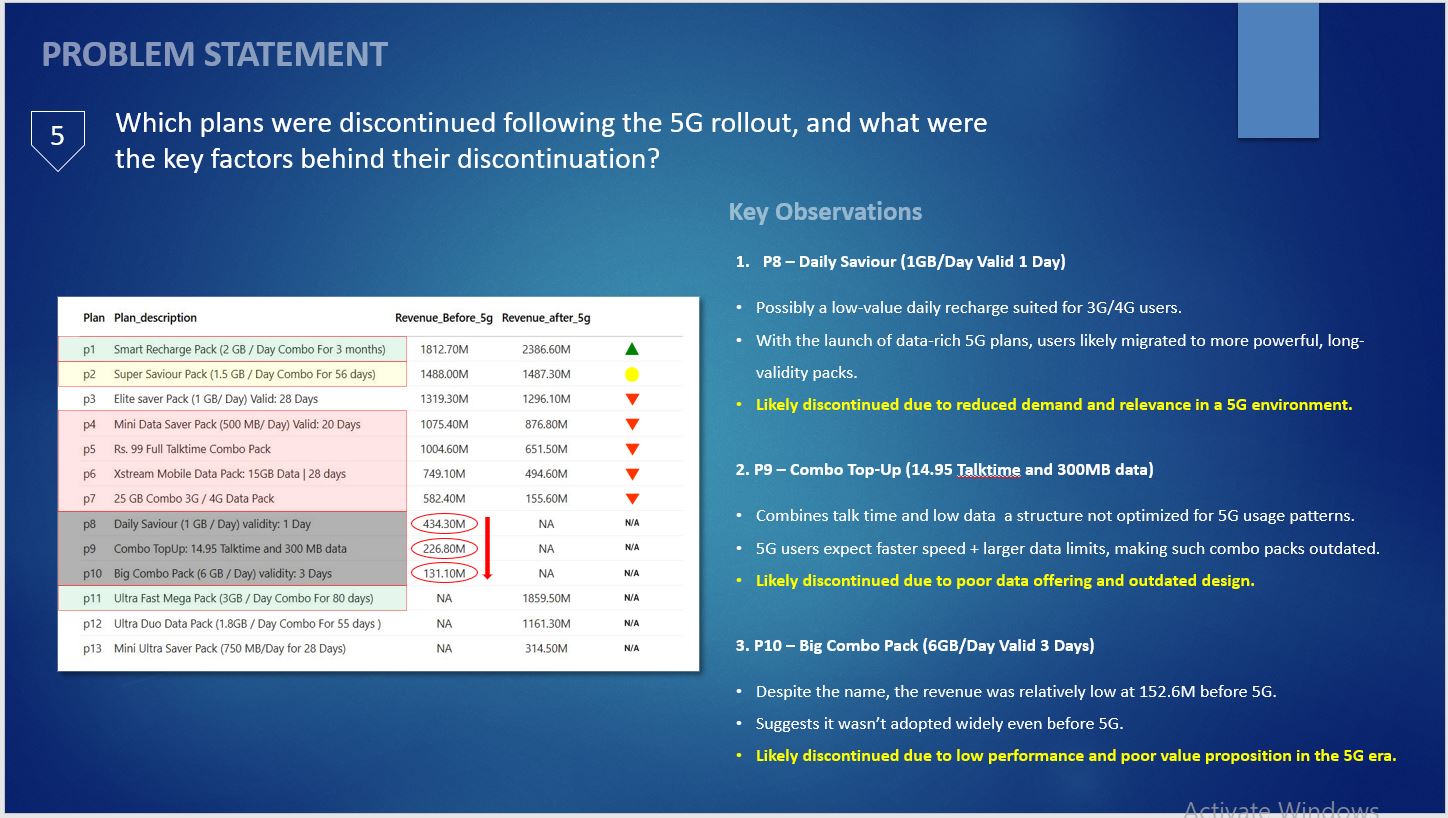 PROBLEM STATEMENT
5
Which plans were discontinued following the 5G rollout, and what were
the key factors behind their discontinuation?
Plan Plan_description Revenue_Before_5g Revenue_after_5g
p1 Smart Recharge Pack (2 GB / Day Combo For 3 months) 1812.70M 2386.60M
p2 Super Saviour Pack (1.5 GB / Day Combo For 56 days) 1488.00M 1487.30M
p3 Elite saver Pack (1 GB/ Day) Valid: 28 Days 1319.30M 1296.10M
p4 Mini Data Saver Pack (500 MB/ Day) Valid: 20 Days 1075.40M 876.80M
p5 Rs. 99 Full Talktime Combo Pack 1004.60M 651.50M
p6 Xstream Mobile Data Pack: 15GB Data | 28 days 749.10M 494.60M
p7 25 GB Combo 3G / 4G Data Pack 582.40M 155.60M
p8 Daily Saviour (1 GB / Day) validity: 1 Day 434.30M NA N/A
p9 Combo TopUp: 14.95 Talktime and 300 MB data 226.80M NA N/A
p10 Big Combo Pack (6 GB / Day) validity: 3 Days 131.10M NA N/A
p11 Ultra Fast Mega Pack (3GB / Day Combo For 80 days) NA 1859.50M N/A
p12 Ultra Duo Data Pack (1.8GB / Day Combo For 55 days ) NA 1161.30M N/A
p13 Mini Ultra Saver Pack (750 MB/Day for 28 Days) NA 314.50M N/A
Key Observations
1. P8 – Daily Saviour (1GB/Day Valid 1 Day)
• Possibly a low-value daily recharge suited for 3G/4G users.
• With the launch of data-rich 5G plans, users likely migrated to more powerful, long-
validity packs.
• Likely discontinued due to reduced demand and relevance in a 5G environment.
2. P9 – Combo Top-Up (14.95 Talktime and 300MB data)
• Combines talk time and low data a structure not optimized for 5G usage patterns.
• 5G users expect faster speed + larger data limits, making such combo packs outdated.
• Likely discontinued due to poor data offering and outdated design.
3. P10 – Big Combo Pack (6GB/Day Valid 3 Days)
• Despite the name, the revenue was relatively low at 152.6M before 5G.
• Suggests it wasn’t adopted widely even before 5G.
• Likely discontinued due to low performance and poor value proposition in the 5G era.
Activate Windows